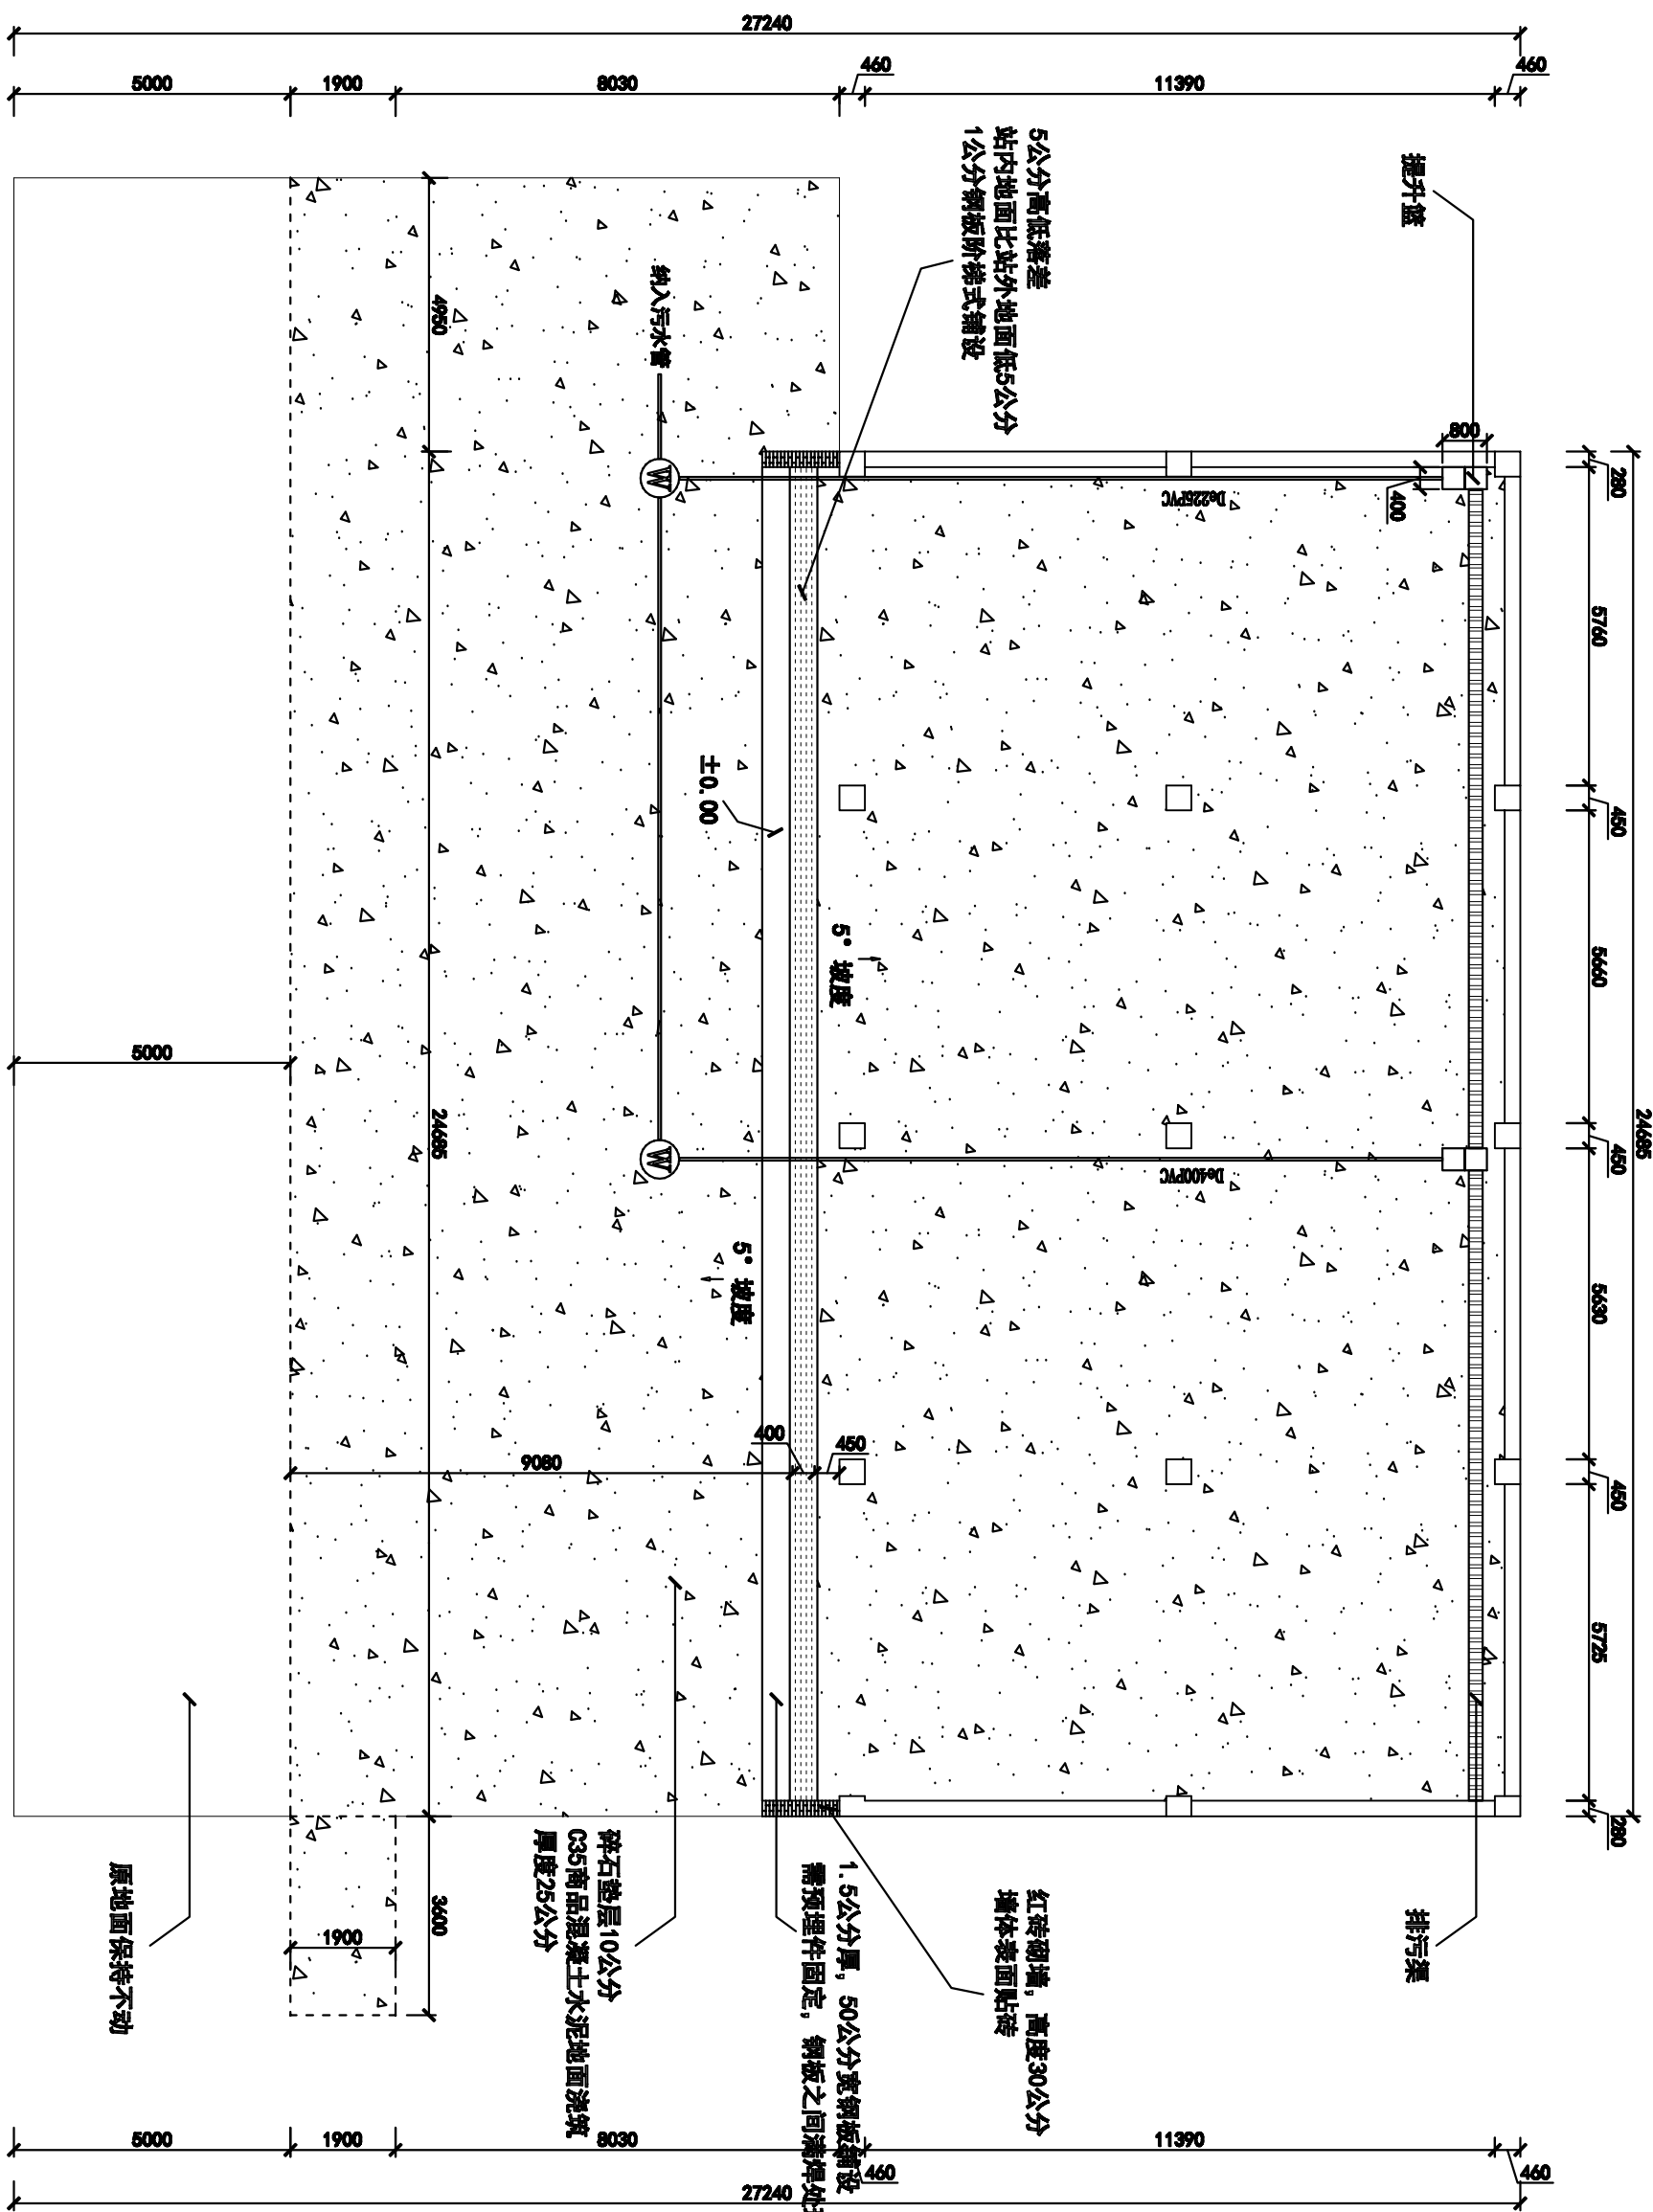 27240
5000
1900
8030
460
11390
460
5公分高低落差
站内地面比站外地面低5公分
1公分钢板阶梯式铺设
提升篮
纳入污水管
4950
W
De225PVC
800
400
280
5760
450
5660
450
5630
450
5725
280
24685
±0.00
5° 坡度
5000
24685
W
De400PVC
5° 坡度
400
450
9080
3600
1900
原地面保持不动
碎石垫层10公分
C35商品混凝土水泥地面浇筑
厚度25公分
1.5公分厚，50公分宽钢板铺设
需预埋件固定，钢板之间满焊处
红砖砌墙，高度30公分
墙体表面贴砖
排污渠
5000
1900
8030
460
11390
460
27240